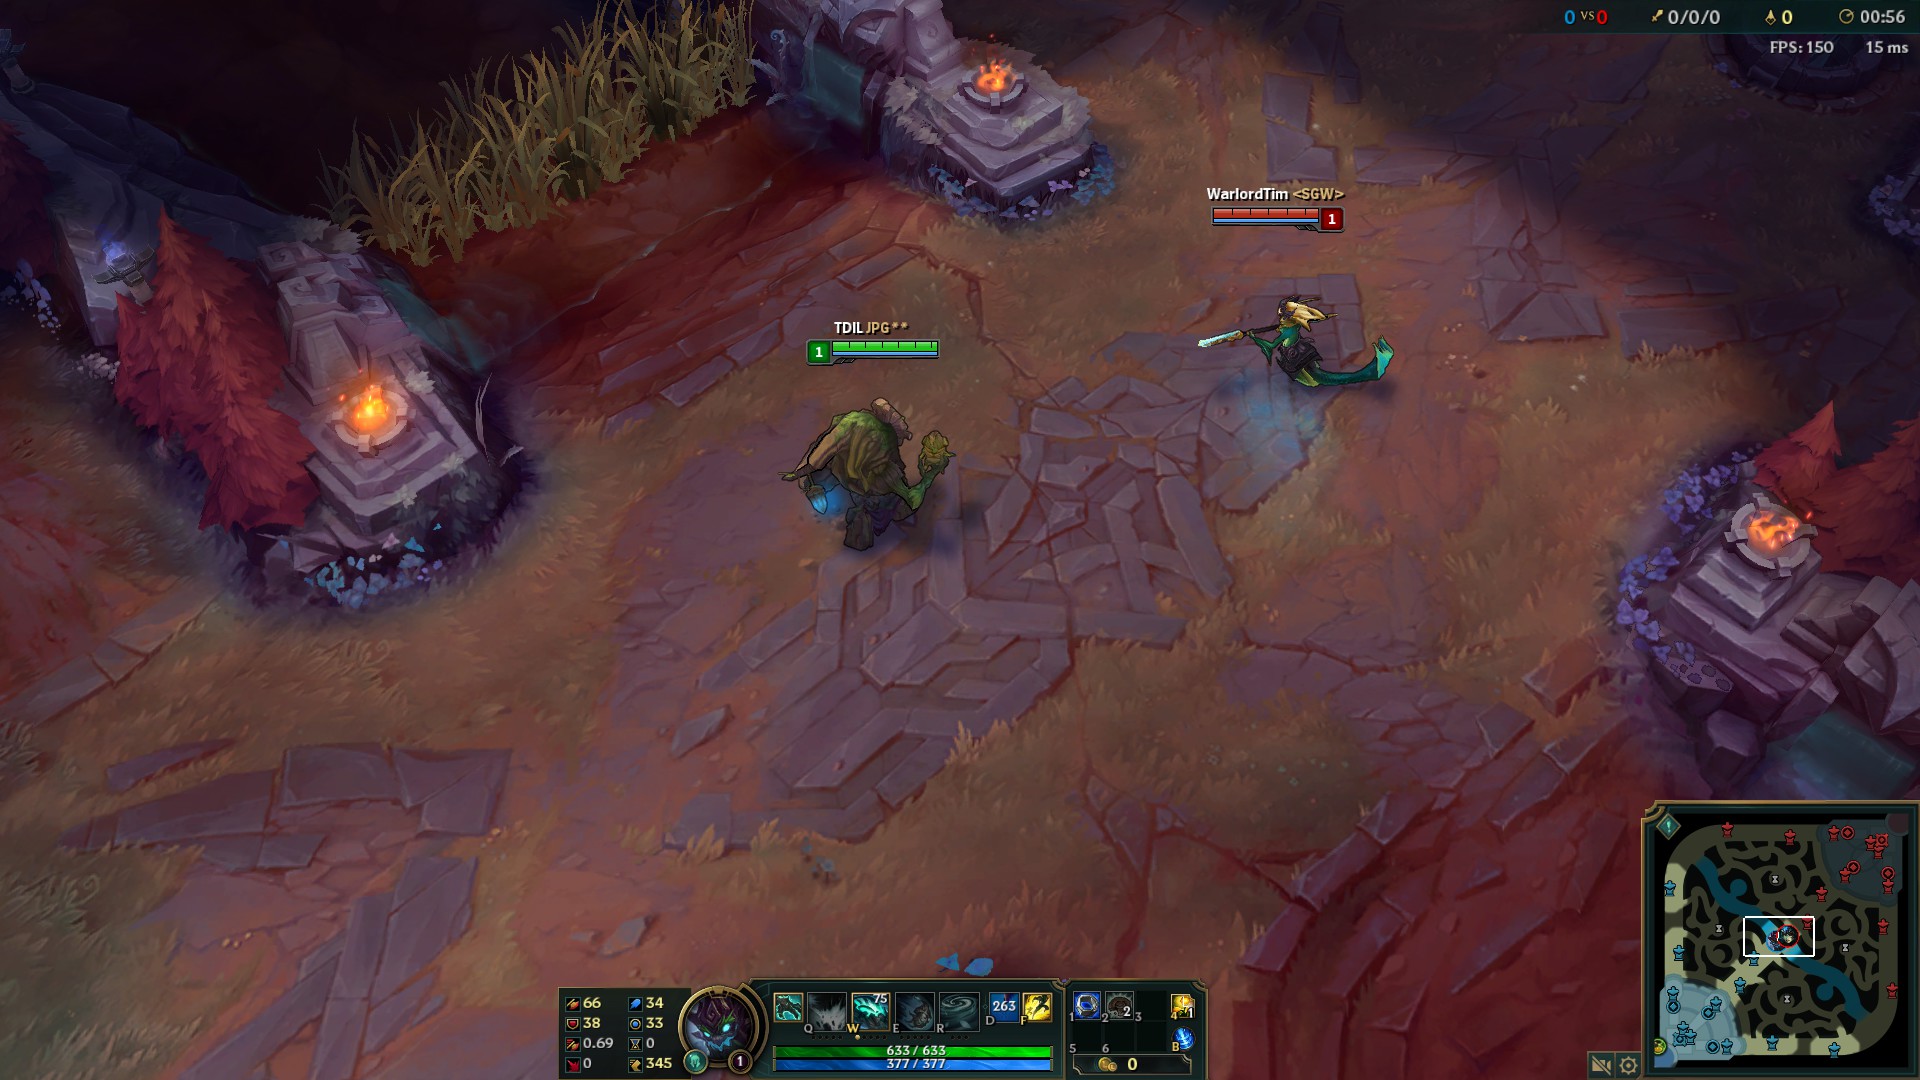 0 VS 0 0/0/0 0 00:56
FPS: 150 15 ms
WarlordTim <SGW>
1
TDIL JPG**
1
66 34
38 33
0.69 0
0 345
1
Q W 75 E R
D 263 F
633 / 633
377 / 377
1 2 2 3 4 1
5 6 B
0